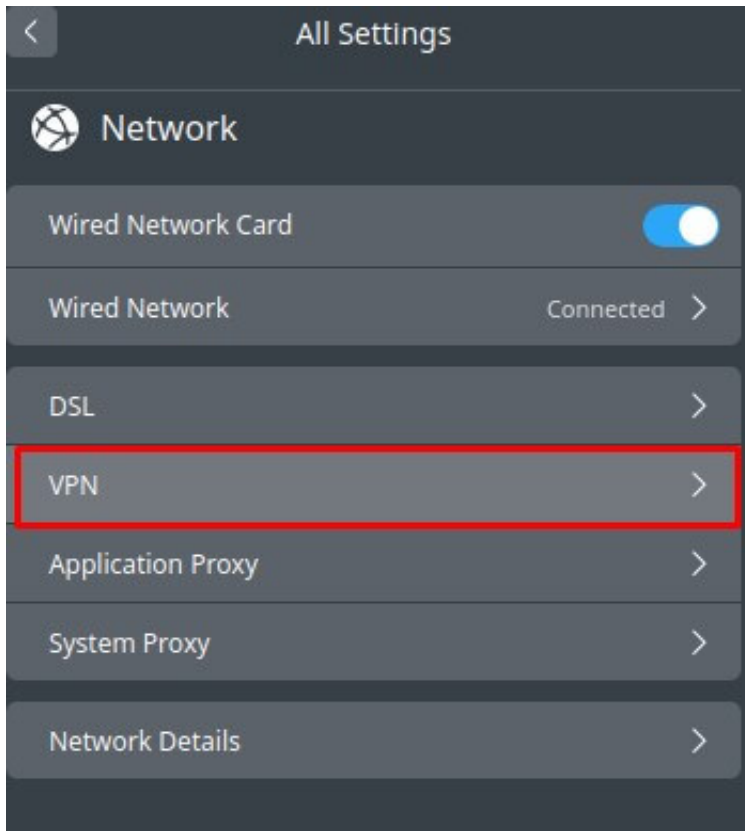 All Settings
Network
Wired Network Card
Wired Network Connected
DSL
VPN
Application Proxy
System Proxy
Network Details